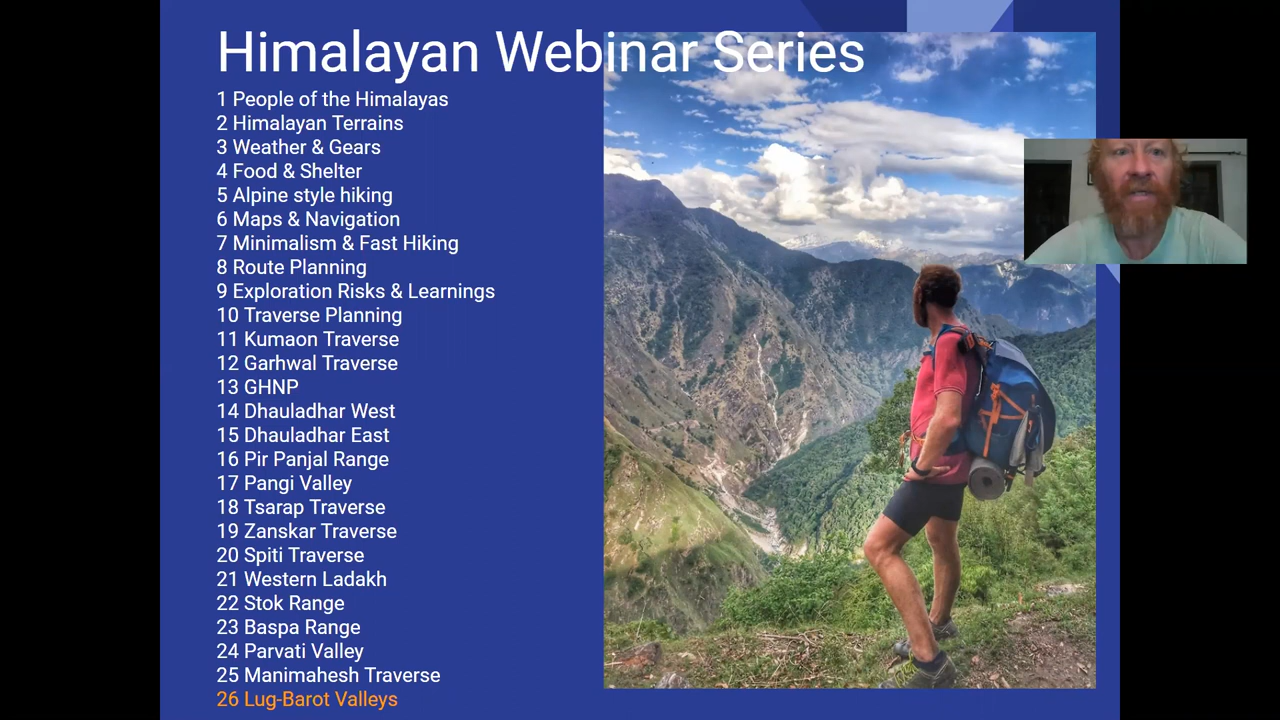 Himalayan Webinar Series
1 People of the Himalayas
2 Himalayan Terrains
3 Weather & Gears
4 Food & Shelter
5 Alpine style hiking
6 Maps & Navigation
7 Minimalism & Fast Hiking
8 Route Planning
9 Exploration Risks & Learnings
10 Traverse Planning
11 Kumaon Traverse
12 Garhwal Traverse
13 GHNP
14 Dhauladhar West
15 Dhauladhar East
16 Pir Panjal Range
17 Pangi Valley
18 Tsarap Traverse
19 Zanskar Traverse
20 Spiti Traverse
21 Western Ladakh
22 Stok Range
23 Baspa Range
24 Parvati Valley
25 Manimahesh Traverse
26 Lug-Barot Valleys